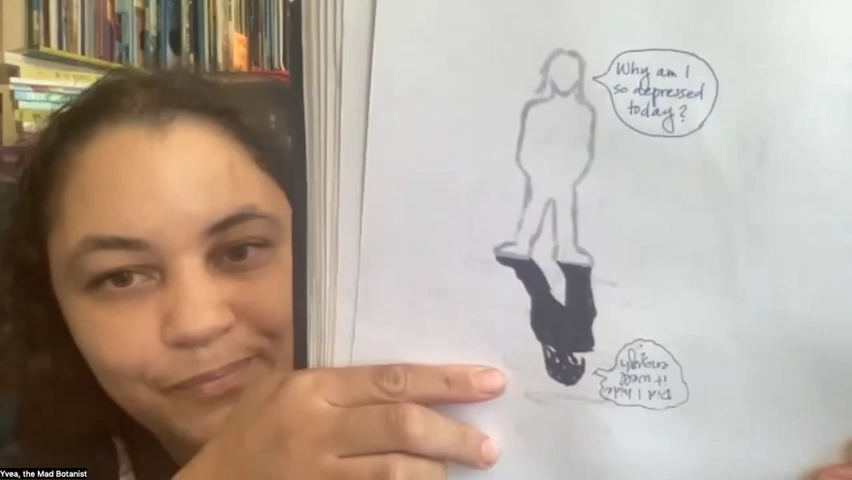 Why am I
so depressed
today?
Did I hide
it well
enough
?
Yvea, the Mad Botanist